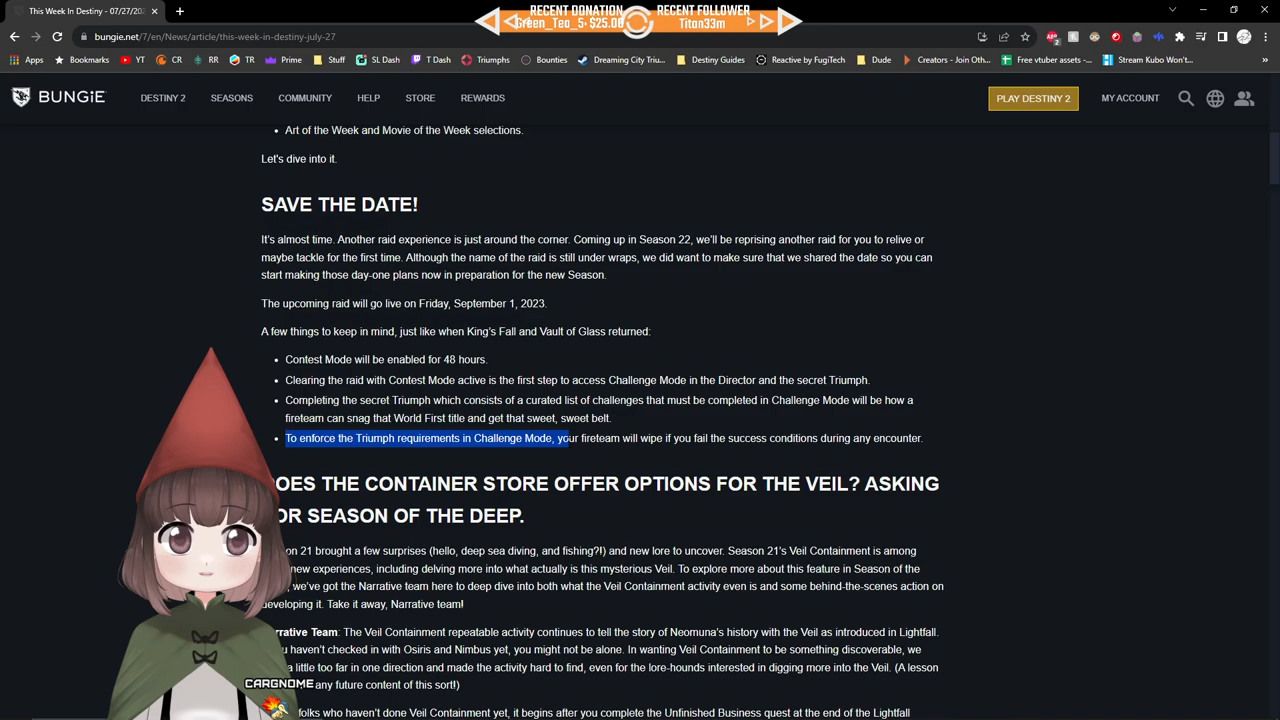 This Week In Destiny - 07/27/202
RECENT DONATION
Green_Tea_5- $25.00
RECENT FOLLOWER
Titan33m
bungie.net/7/en/News/article/this-week-in-destiny-july-27
Apps Bookmarks YT CR RR TR Prime Stuff SL Dash T Dash Triumphs Bounties Dreaming City Triu... Destiny Guides Reactive by FugiTech Dude Creators - Join Oth... Free vtuber assets -... Stream Kubo Won't...
BUNGiE DESTINY 2 SEASONS COMMUNITY HELP STORE REWARDS PLAY DESTINY 2 MY ACCOUNT
• Art of the Week and Movie of the Week selections.
Let's dive into it.
SAVE THE DATE!
It's almost time. Another raid experience is just around the corner. Coming up in Season 22, we'll be reprising another raid for you to relive or
maybe tackle for the first time. Although the name of the raid is still under wraps, we did want to make sure that we shared the date so you can
start making those day-one plans now in preparation for the new Season.
The upcoming raid will go live on Friday, September 1, 2023.
A few things to keep in mind, just like when King's Fall and Vault of Glass returned:
• Contest Mode will be enabled for 48 hours.
• Clearing the raid with Contest Mode active is the first step to access Challenge Mode in the Director and the secret Triumph.
• Completing the secret Triumph which consists of a curated list of challenges that must be completed in Challenge Mode will be how a
fireteam can snag that World First title and get that sweet, sweet belt.
• To enforce the Triumph requirements in Challenge Mode, your fireteam will wipe if you fail the success conditions during any encounter.
OES THE CONTAINER STORE OFFER OPTIONS FOR THE VEIL? ASKING
OR SEASON OF THE DEEP.
on 21 brought a few surprises (hello, deep sea diving, and fishing?!) and new lore to uncover. Season 21's Veil Containment is among
new experiences, including delving more into what actually is this mysterious Veil. To explore more about this feature in Season of the
, we've got the Narrative team here to deep dive into both what the Veil Containment activity even is and some behind-the-scenes action on
developing it. Take it away, Narrative team!
rrative Team: The Veil Containment repeatable activity continues to tell the story of Neomuna's history with the Veil as introduced in Lightfall.
ou haven't checked in with Osiris and Nimbus yet, you might not be alone. In wanting Veil Containment to be something discoverable, we
a little too far in one direction and made the activity hard to find, even for the lore-hounds interested in digging more into the Veil. (A lesson
any future content of this sort!)
CARGNOME
folks who haven't done Veil Containment yet, it begins after you complete the Unfinished Business quest at the end of the Lightfall